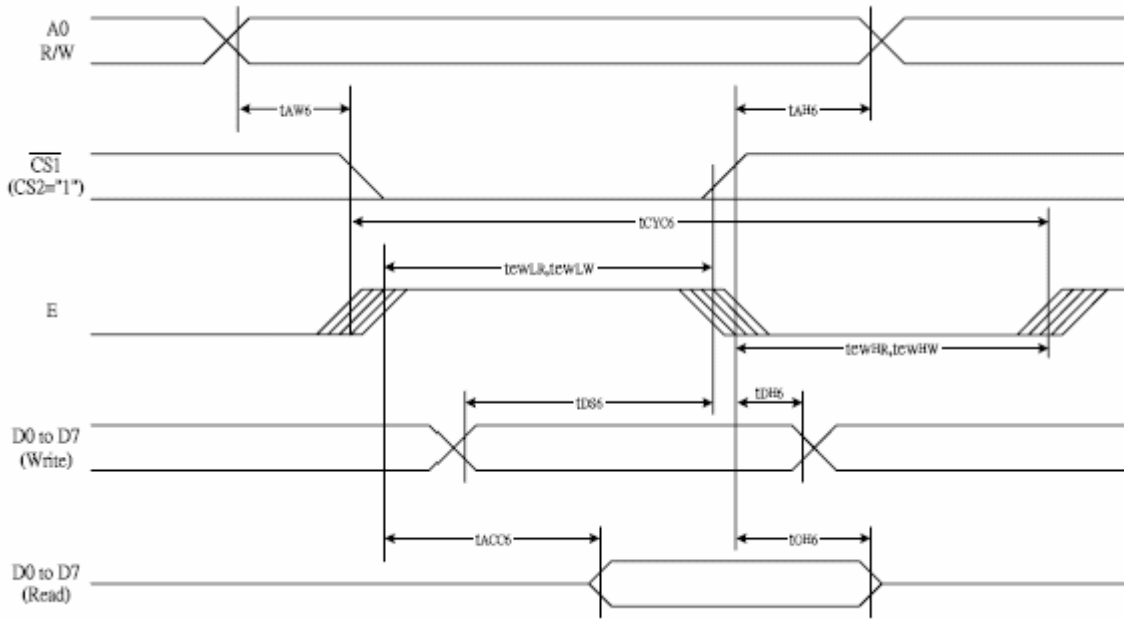 A0
R/W
tAW6
tAH6
CS1
(CS2="1")
tCYC6
tEWLR,tEWLW
E
tEWHR,tEWHW
tDS6
tDH6
D0 to D7
(Write)
tACC6
tOH6
D0 to D7
(Read)